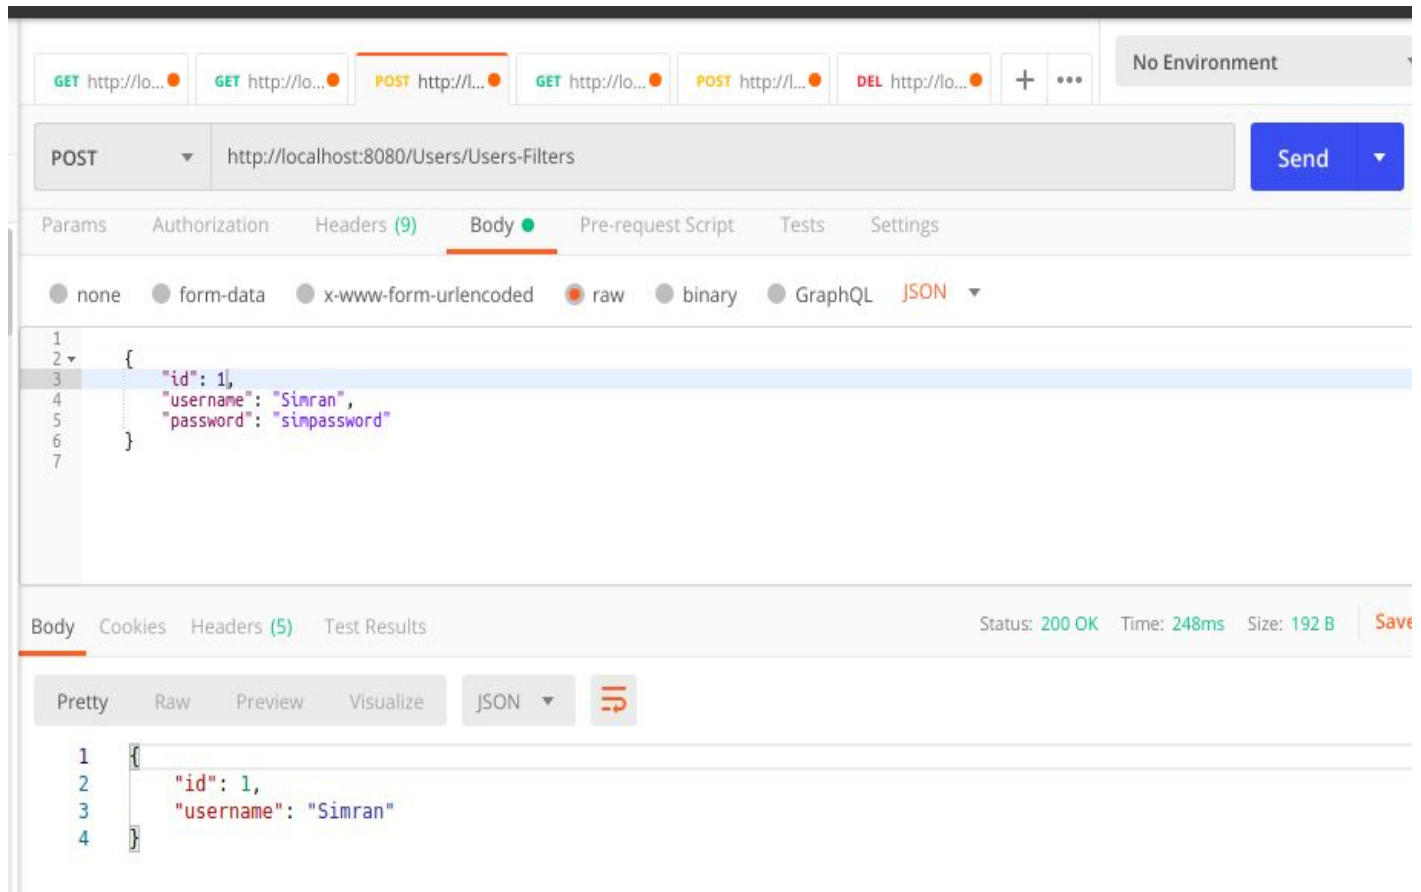 GET http://lo... GET http://lo... POST http://l... GET http://lo... POST http://l... DEL http://lo... + ••• No Environment
POST http://localhost:8080/Users/Users-Filters Send
Params Authorization Headers (9) Body Pre-request Script Tests Settings
none form-data x-www-form-urlencoded raw binary GraphQL JSON
1
2 {
3 "id": 1,
4 "username": "Simran",
5 "password": "simpassword"
6 }
7
Body Cookies Headers (5) Test Results Status: 200 OK Time: 248ms Size: 192 B Save
Pretty Raw Preview Visualize JSON
1 {
2 "id": 1,
3 "username": "Simran"
4 }